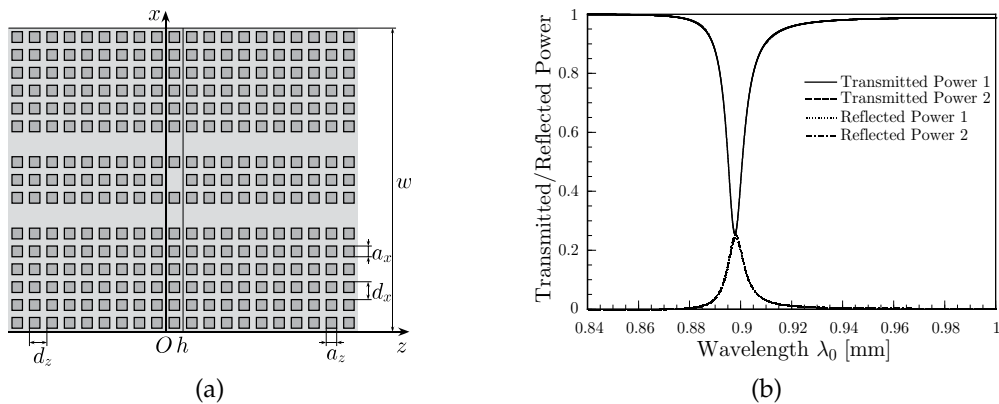 x
w
a_x
d_x
O h
z
d_z
a_z
(a)
Transmitted/Reflected Power
1
0.8
0.6
0.4
0.2
0
Transmitted Power 1
Transmitted Power 2
Reflected Power 1
Reflected Power 2
0.84 0.86 0.88 0.9 0.92 0.94 0.96 0.98 1
Wavelength λ₀ [mm]
(b)